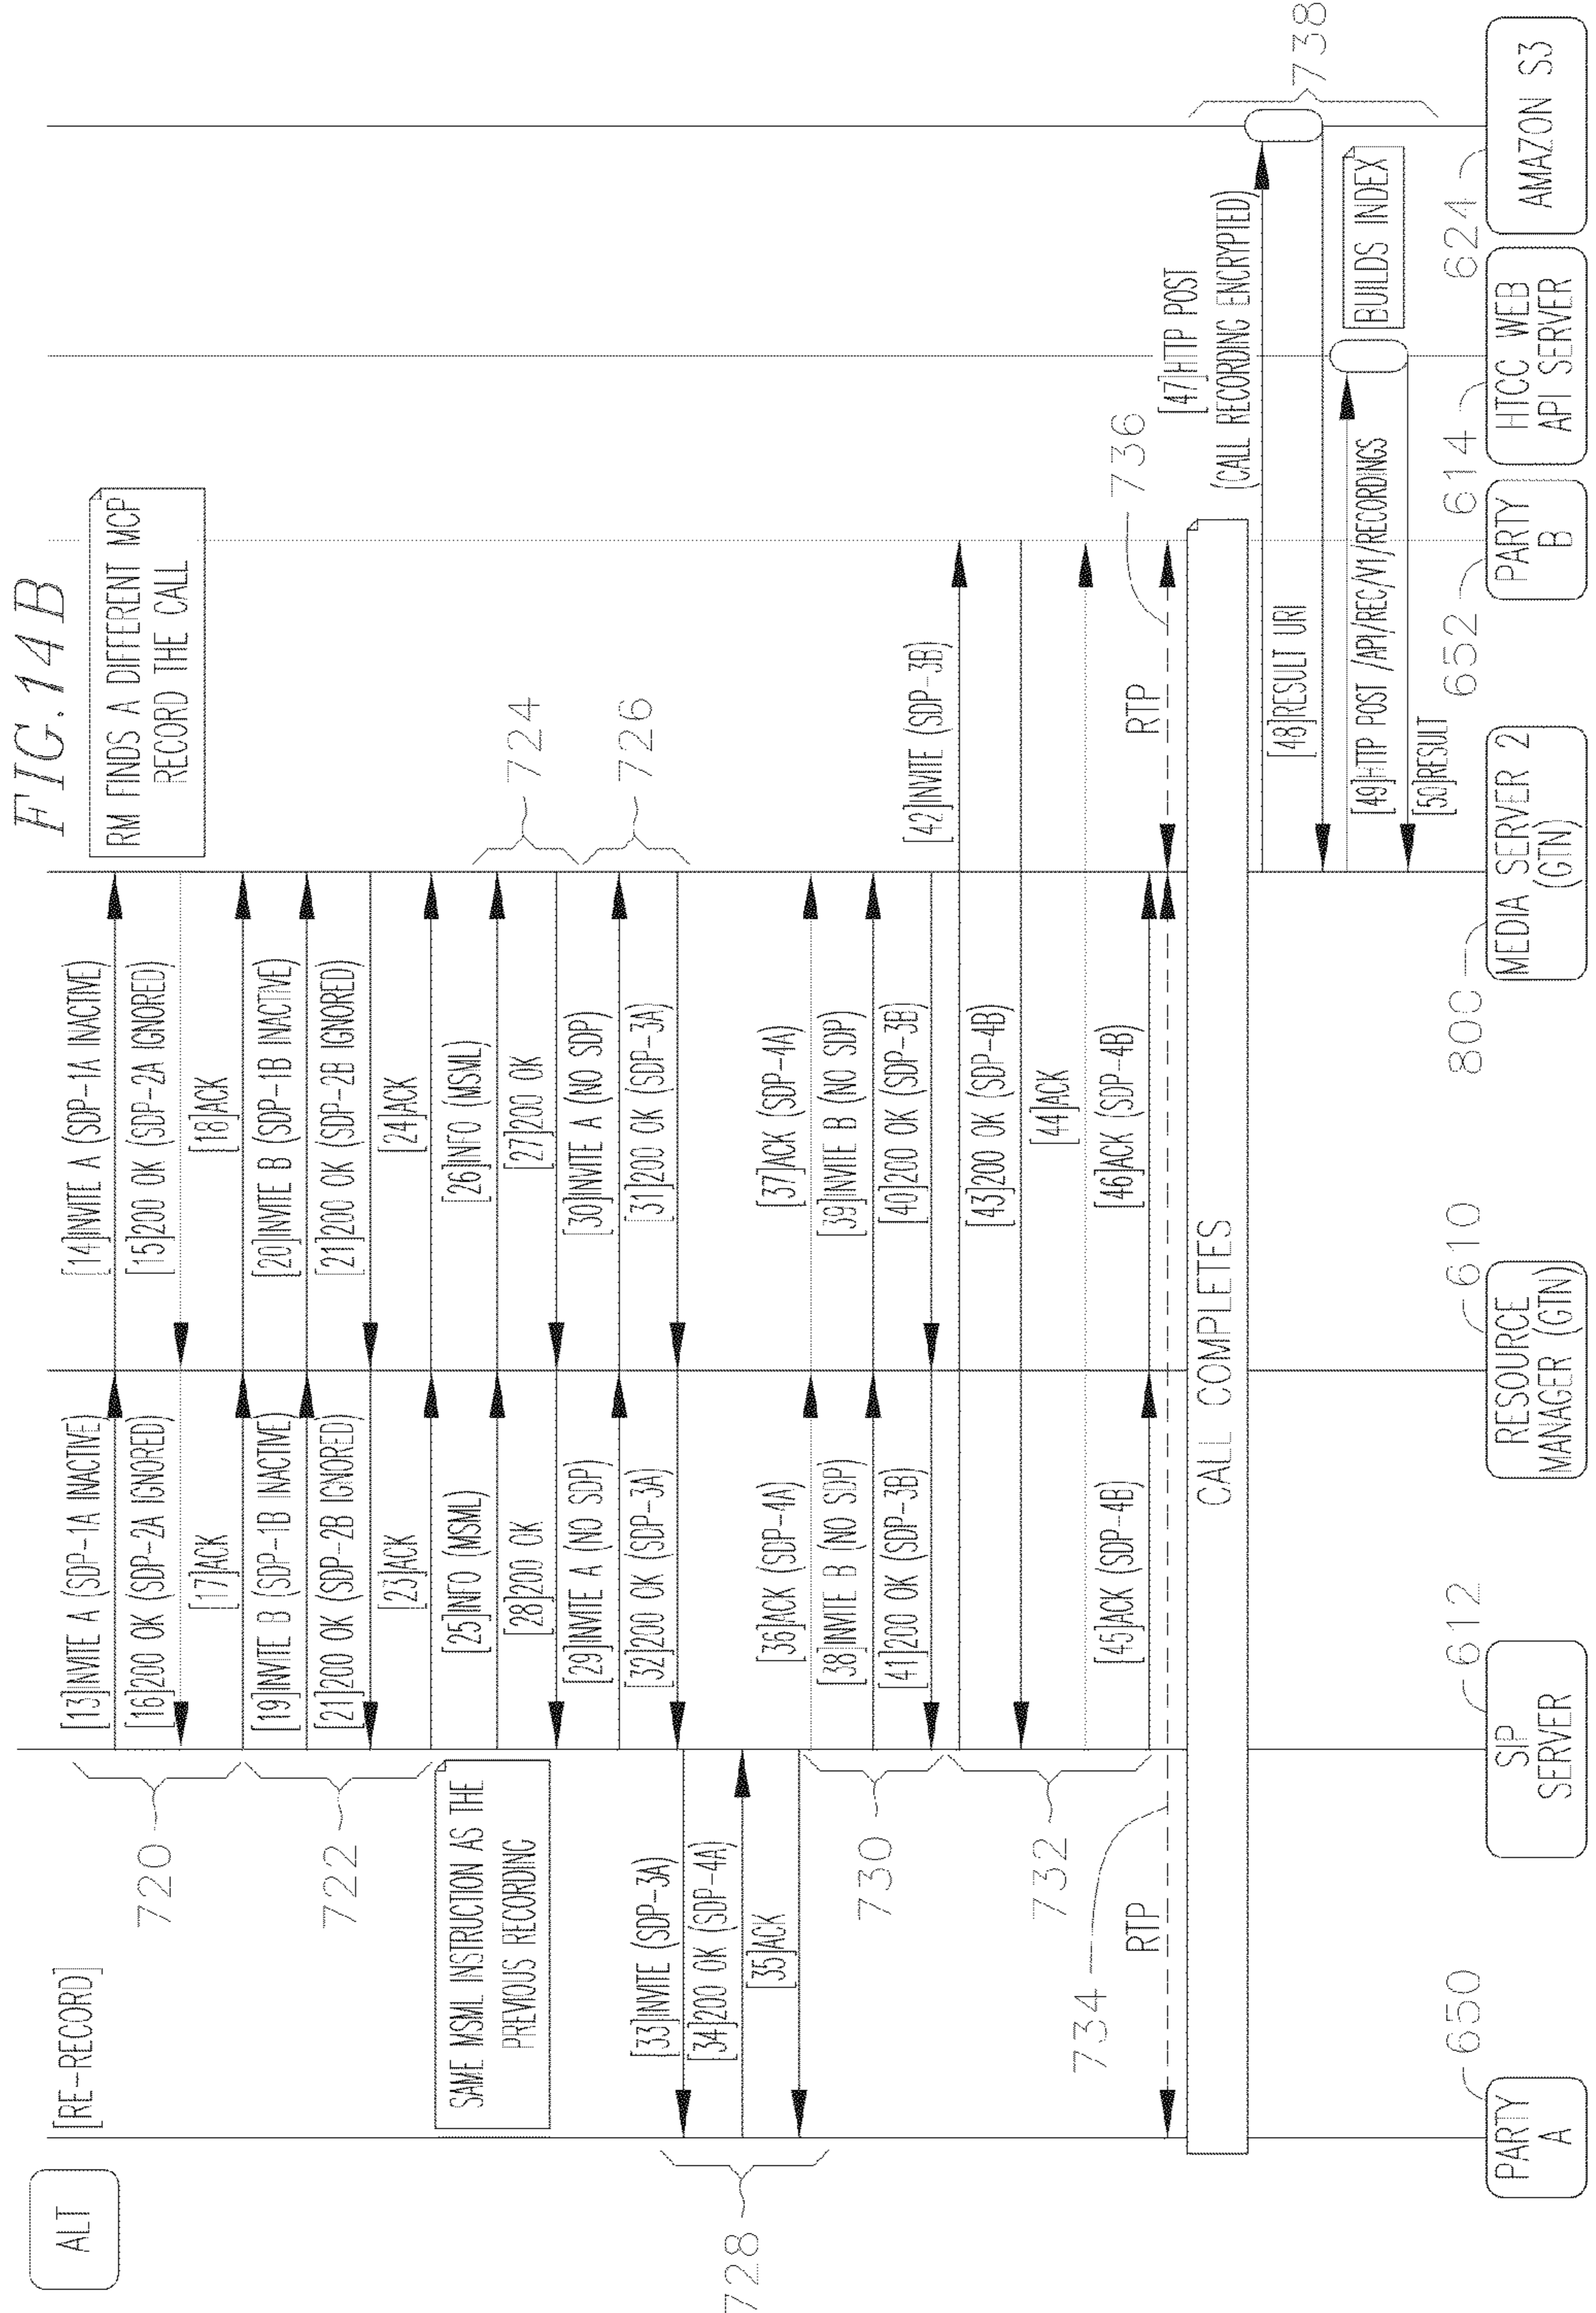 FIG. 14B
ALT
[RE-RECORD]
RM FINDS A DIFFERENT MCP
RECORD THE CALL
[13]INVITE A (SDP-1A INACTIVE)
[14]INVITE A (SDP-1A INACTIVE)
[16]200 OK (SDP-2A IGNORED)
[15]200 OK (SDP-2A IGNORED)
720
[17]ACK
[18]ACK
[19]INVITE B (SDP-1B INACTIVE)
[20]INVITE B (SDP-1B INACTIVE)
[21]200 OK (SDP-2B IGNORED)
[21]200 OK (SDP-2B IGNORED)
722
[23]ACK
[24]ACK
SAME MSML INSTRUCTION AS THE
PREVIOUS RECORDING
[25]INFO (MSML)
[26]INFO (MSML)
724
[28]200 OK
[27]200 OK
[29]INVITE A (NO SDP)
[30]INVITE A (NO SDP)
726
[32]200 OK (SDP-3A)
[31]200 OK (SDP-3A)
[33]INVITE (SDP-3A)
[34]200 OK (SDP-4A)
728
[35]ACK
[36]ACK (SDP-4A)
[37]ACK (SDP-4A)
[38]INVITE B (NO SDP)
[39]INVITE B (NO SDP)
730
[41]200 OK (SDP-3B)
[40]200 OK (SDP-3B)
[42]INVITE (SDP-3B)
[43]200 OK (SDP-4B)
732
[44]ACK
[45]ACK (SDP-4B)
[46]ACK (SDP-4B)
734
RTP
RTP
736
CALL COMPLETES
[47]HTTP POST
(CALL RECORDING ENCRYPTED)
[48]RESULT URI
738
[49]HTTP POST /API/REC/V1/RECORDINGS
BUILDS INDEX
[50]RESULT
650
612
610
800
652
614
624
PARTY
A
SIP
SERVER
RESOURCE
MANAGER (GTN)
MEDIA SERVER 2
(GTN)
PARTY
B
HTCC WEB
API SERVER
AMAZON S3